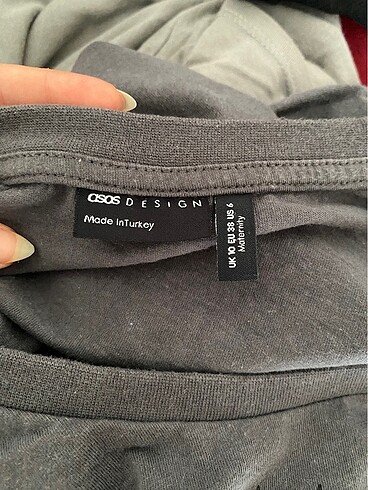 asos DESIGN
Made InTurkey
UK 10 EU 38 US 6
Maternity